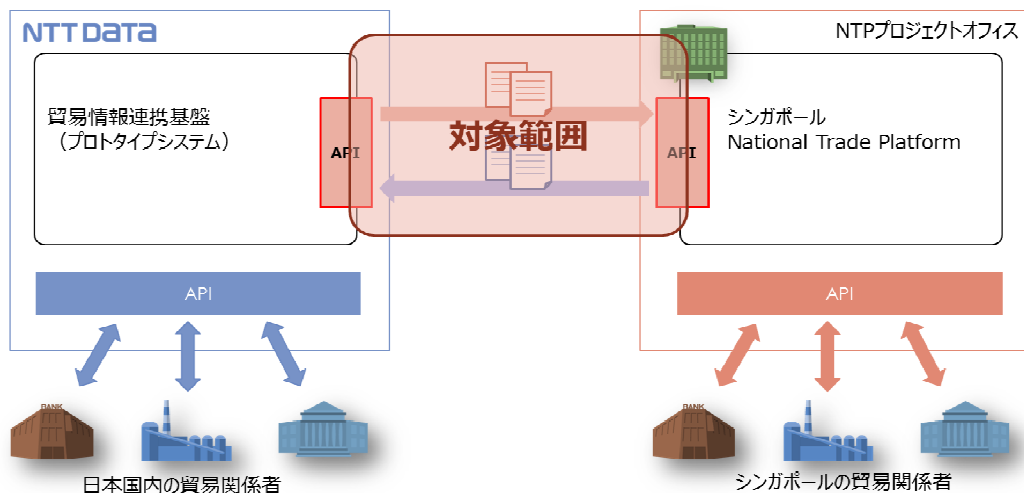 NTT DATA
NTPプロジェクトオフィス
貿易情報連携基盤
（プロトタイプシステム）
API
対象範囲
API
シンガポール
National Trade Platform
API
API
BANK
BANK
日本国内の貿易関係者
シンガポールの貿易関係者